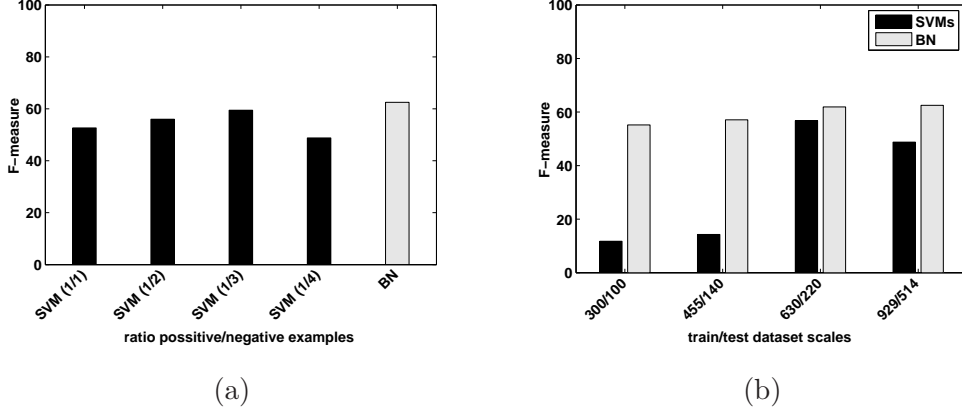 100
80
60
40
20
0
F-measure
SVM (1/1)
SVM (1/2)
SVM (1/3)
SVM (1/4)
BN
ratio possitive/negative examples
(a)
100
80
60
40
20
0
F-measure
SVMs
BN
300/100
455/140
630/220
929/514
train/test dataset scales
(b)